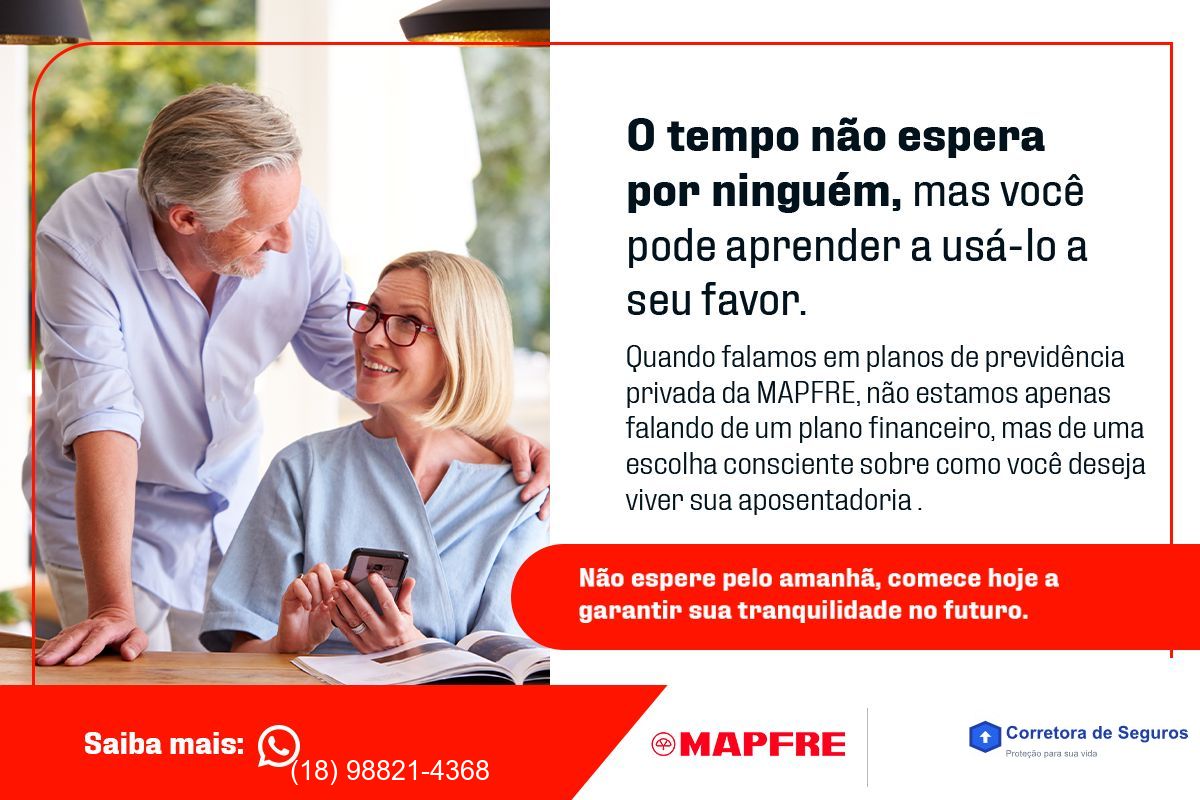 O tempo não espera
por ninguém, mas você
pode aprender a usá-lo a
seu favor.
Quando falamos em planos de previdência
privada da MAPFRE, não estamos apenas
falando de um plano financeiro, mas de uma
escolha consciente sobre como você deseja
viver sua aposentadoria .
Não espere pelo amanhã, comece hoje a
garantir sua tranquilidade no futuro.
Saiba mais:
(18) 98821-4368
MAPFRE
Corretora de Seguros
Proteção para sua vida